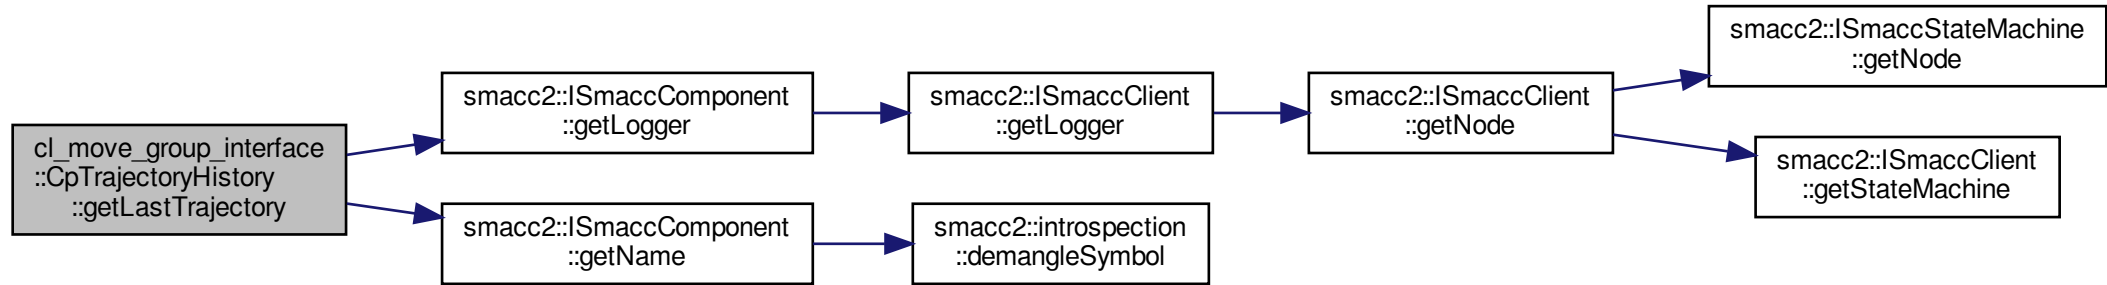 cl_move_group_interface
::CpTrajectoryHistory
::getLastTrajectory
smacc2::ISmaccComponent
::getLogger
smacc2::ISmaccClient
::getLogger
smacc2::ISmaccClient
::getNode
smacc2::ISmaccStateMachine
::getNode
smacc2::ISmaccClient
::getStateMachine
smacc2::ISmaccComponent
::getName
smacc2::introspection
::demangleSymbol